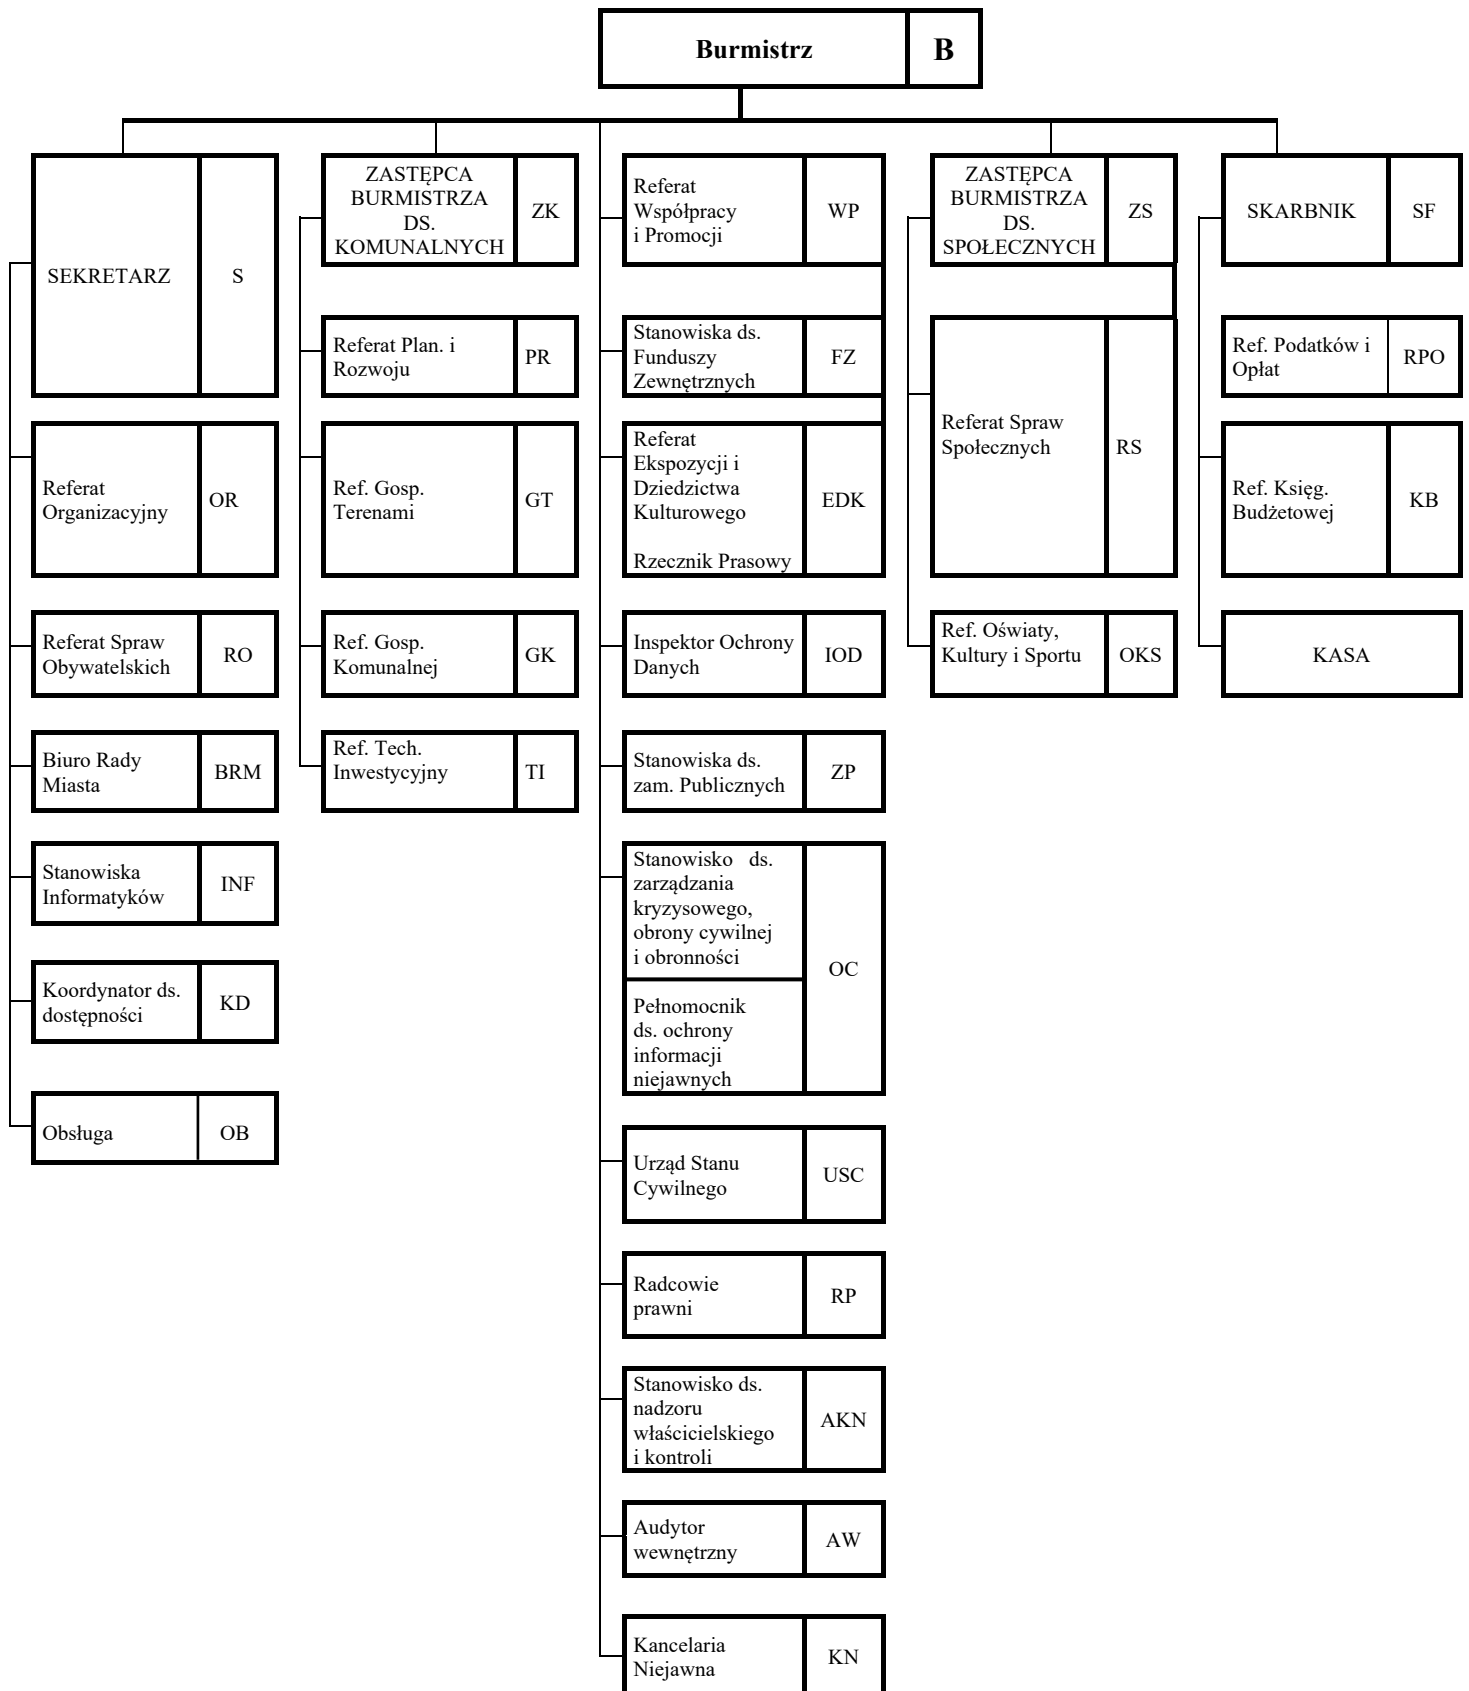 Burmistrz
B
SEKRETARZ
S
Referat
Organizacyjny
OR
Referat Spraw
Obywatelskich
RO
Biuro Rady
Miasta
BRM
Stanowiska
Informatyków
INF
Koordynator ds.
dostępności
KD
Obsługa
OB
ZASTĘPCA
BURMISTRZA
DS.
KOMUNALNYCH
ZK
Referat Plan. i
Rozwoju
PR
Ref. Gosp.
Terenami
GT
Ref. Gosp.
Komunalnej
GK
Ref. Tech.
Inwestycyjny
TI
Referat
Współpracy
i Promocji
WP
Stanowiska ds.
Funduszy
Zewnętrznych
FZ
Referat
Ekspozycji i
Dziedzictwa
Kulturowego
Rzecznik Prasowy
EDK
Inspektor Ochrony
Danych
IOD
Stanowiska ds.
zam. Publicznych
ZP
Stanowisko ds.
zarządzania
kryzysowego,
obrony cywilnej
i obronności
Pełnomocnik
ds. ochrony
informacji
niejawnych
OC
Urząd Stanu
Cywilnego
USC
Radcowie
prawni
RP
Stanowisko ds.
nadzoru
właścicielskiego
i kontroli
AKN
Audytor
wewnętrzny
AW
Kancelaria
Niejawna
KN
ZASTĘPCA
BURMISTRZA
DS.
SPOŁECZNYCH
ZS
Referat Spraw
Społecznych
RS
Ref. Oświaty,
Kultury i Sportu
OKS
SKARBNIK
SF
Ref. Podatków i
Opłat
RPO
Ref. Księg.
Budżetowej
KB
KASA